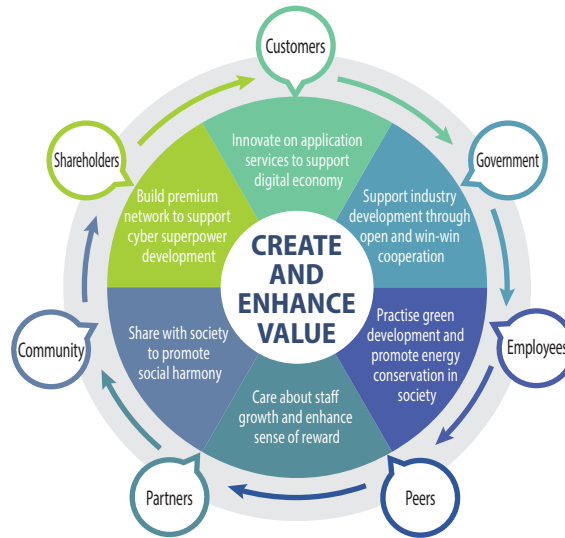 Customers
Shareholders
Government
Innovate on application
services to support
digital economy
Build premium
network to support
cyber superpower
development
Support industry
development through
open and win-win
cooperation
CREATE
AND
ENHANCE
VALUE
Community
Share with society
to promote
social harmony
Practise green
development and
promote energy
conservation in
society
Employees
Care about staff
growth and enhance
sense of reward
Partners
Peers